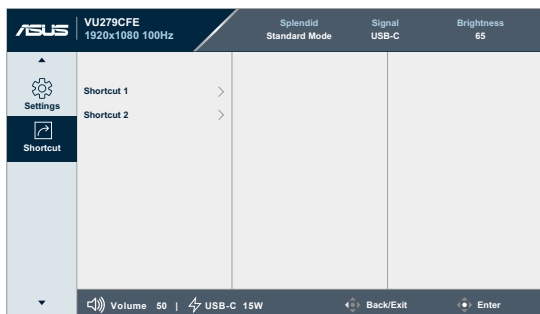 ASUS
VU279CFE
1920x1080 100Hz
Splendid
Standard Mode
Signal
USB-C
Brightness
65
Settings
Shortcut
Shortcut 1
Shortcut 2
Volume 50 | USB-C 15W
Back/Exit
Enter